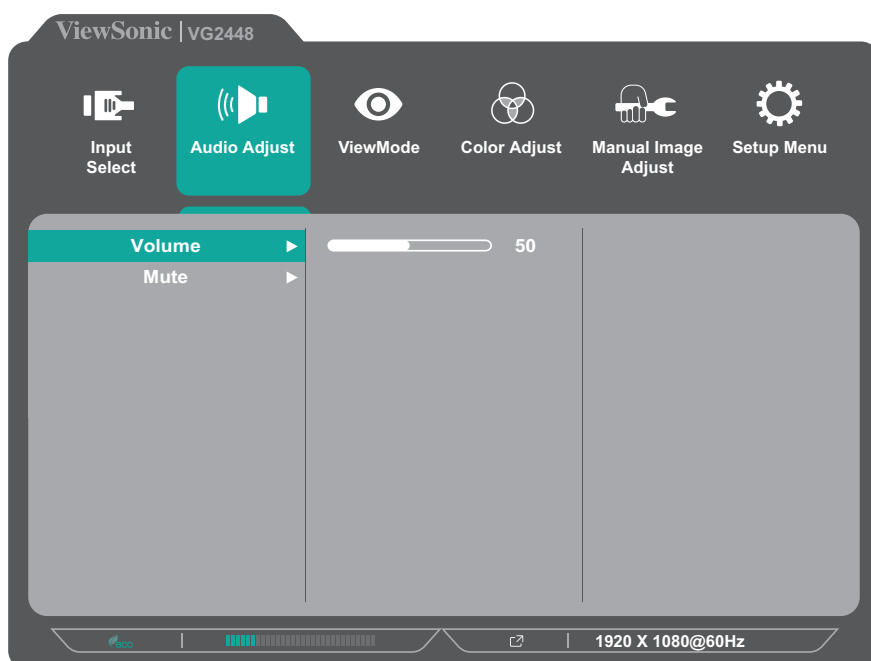 ViewSonic | VG2448
Input
Select
Audio Adjust
ViewMode
Color Adjust
Manual Image
Adjust
Setup Menu
Volume
50
Mute
eco
1920 X 1080@60Hz